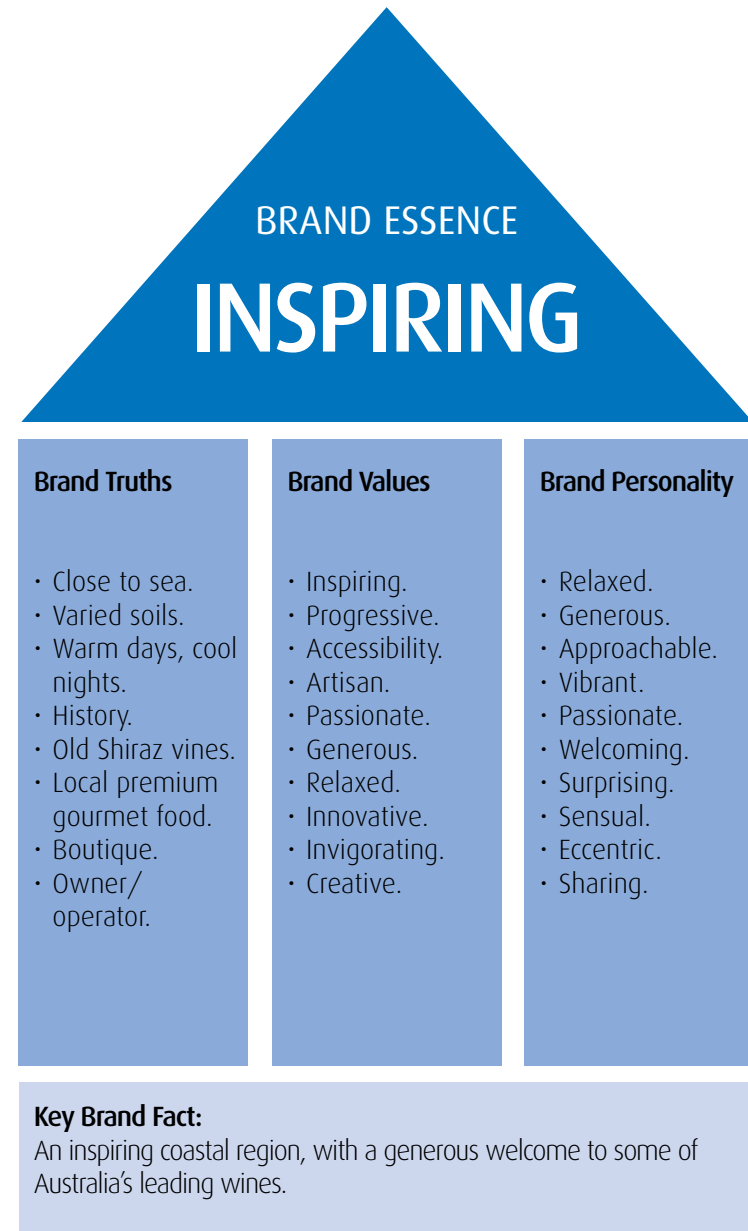 BRAND ESSENCE
INSPIRING
Brand Truths
· Close to sea.
· Varied soils.
· Warm days, cool
nights.
· History.
· Old Shiraz vines.
· Local premium
gourmet food.
· Boutique.
· Owner/
operator.
Brand Values
· Inspiring.
· Progressive.
· Accessibility.
· Artisan.
· Passionate.
· Generous.
· Relaxed.
· Innovative.
· Invigorating.
· Creative.
Brand Personality
· Relaxed.
· Generous.
· Approachable.
· Vibrant.
· Passionate.
· Welcoming.
· Surprising.
· Sensual.
· Eccentric.
· Sharing.
Key Brand Fact:
An inspiring coastal region, with a generous welcome to some of
Australia’s leading wines.